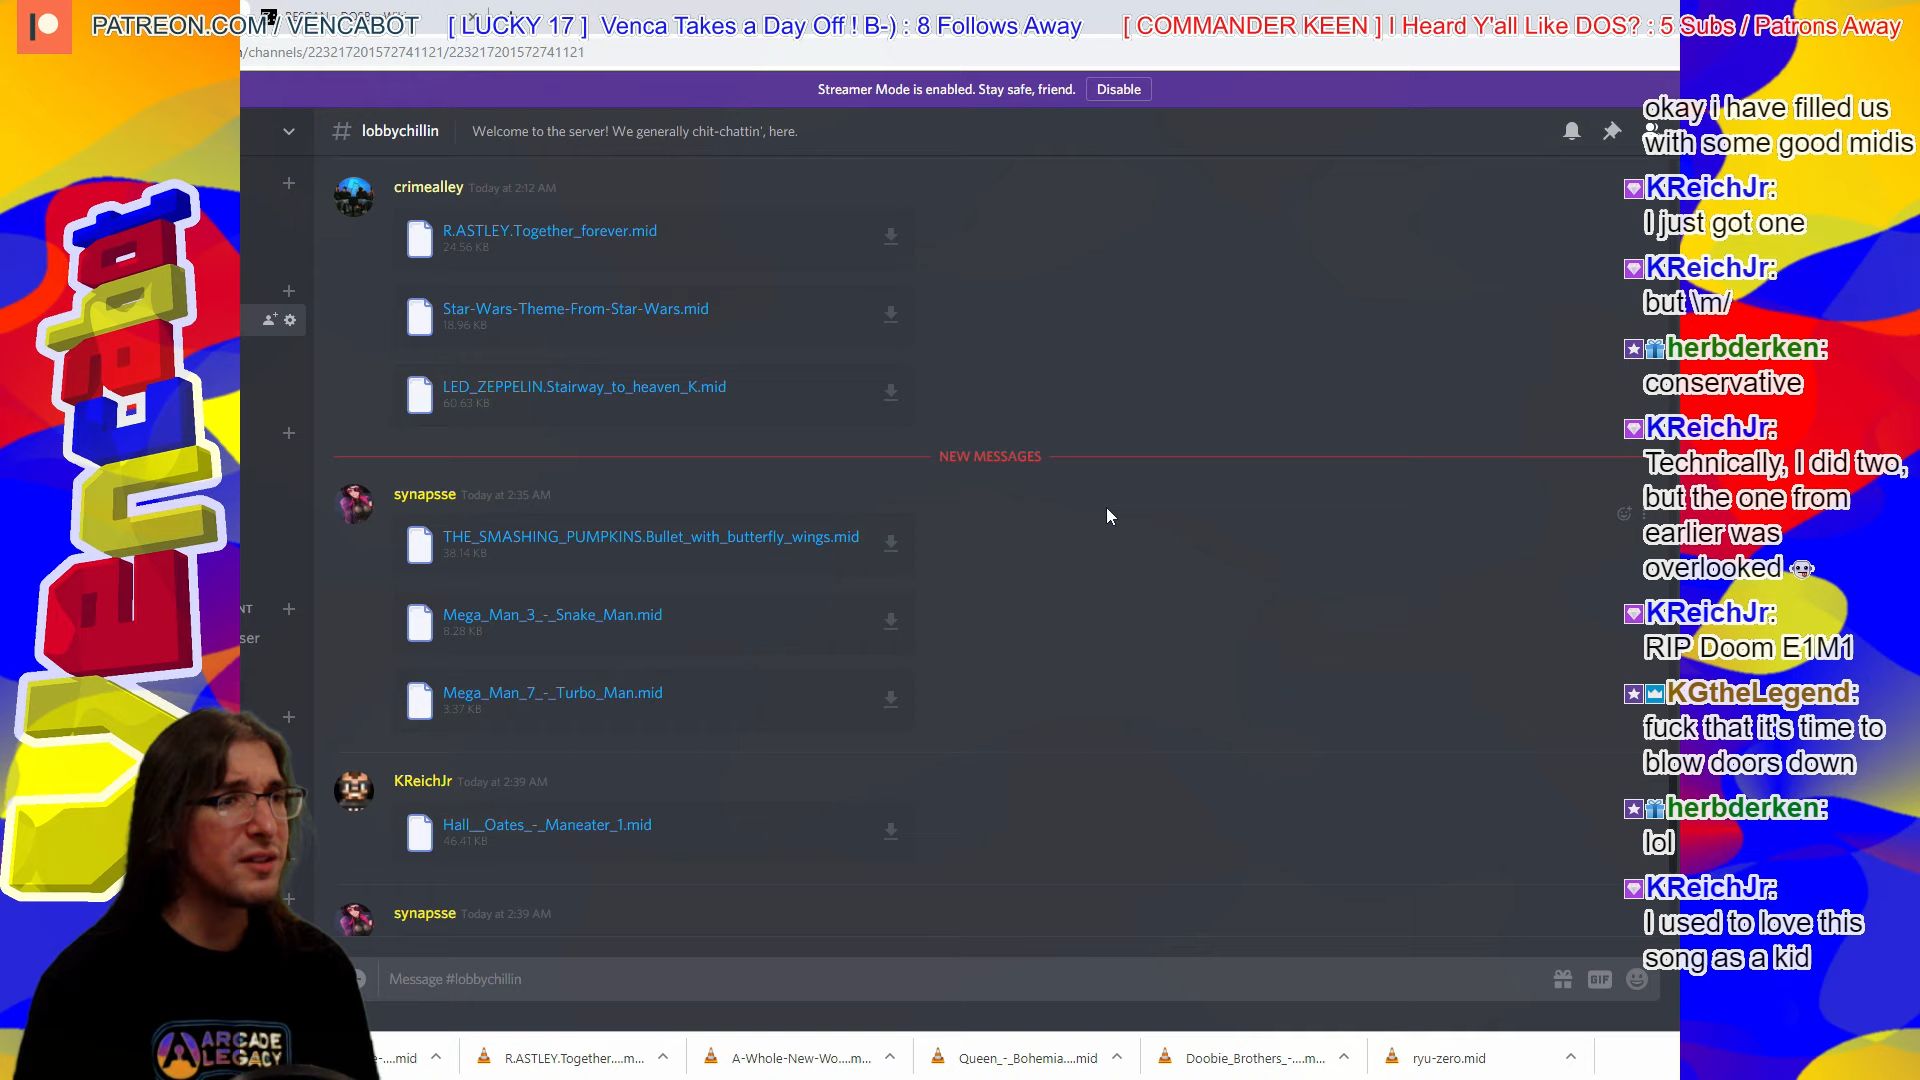 PATREON.COM / VENCABOT
[ LUCKY 17 ] Venca Takes a Day Off ! B-) : 8 Follows Away
[ COMMANDER KEEN ] I Heard Y'all Like DOS? : 5 Subs / Patrons Away
/channels/223217201572741121/223217201572741121
Streamer Mode is enabled. Stay safe, friend.
Disable
# lobbychillin
Welcome to the server! We generally chit-chattin', here.
crimealley Today at 2:12 AM
R.ASTLEY.Together_forever.mid
24.56 KB
Star-Wars-Theme-From-Star-Wars.mid
18.96 KB
LED_ZEPPELIN.Stairway_to_heaven_K.mid
60.63 KB
NEW MESSAGES
synapsse Today at 2:35 AM
THE_SMASHING_PUMPKINS.Bullet_with_butterfly_wings.mid
38.14 KB
Mega_Man_3_-_Snake_Man.mid
8.28 KB
Mega_Man_7_-_Turbo_Man.mid
3.37 KB
KReichJr Today at 2:39 AM
Hall__Oates_-_Maneater_1.mid
46.41 KB
synapsse Today at 2:39 AM
Message #lobbychillin
GIF
NT
ser
okay i have filled us
with some good midis
KReichJr:
I just got one
KReichJr:
but \m/
herbderken:
conservative
KReichJr:
Technically, I did two,
but the one from
earlier was
overlooked
KReichJr:
RIP Doom E1M1
KGtheLegend:
fuck that it's time to
blow doors down
herbderken:
lol
KReichJr:
I used to love this
song as a kid
Vencabot
ARCADE
LEGACY
e-....mid
R.ASTLEY.Together....m...
A-Whole-New-Wo....m...
Queen_-_Bohemia....mid
Doobie_Brothers_-....m...
ryu-zero.mid